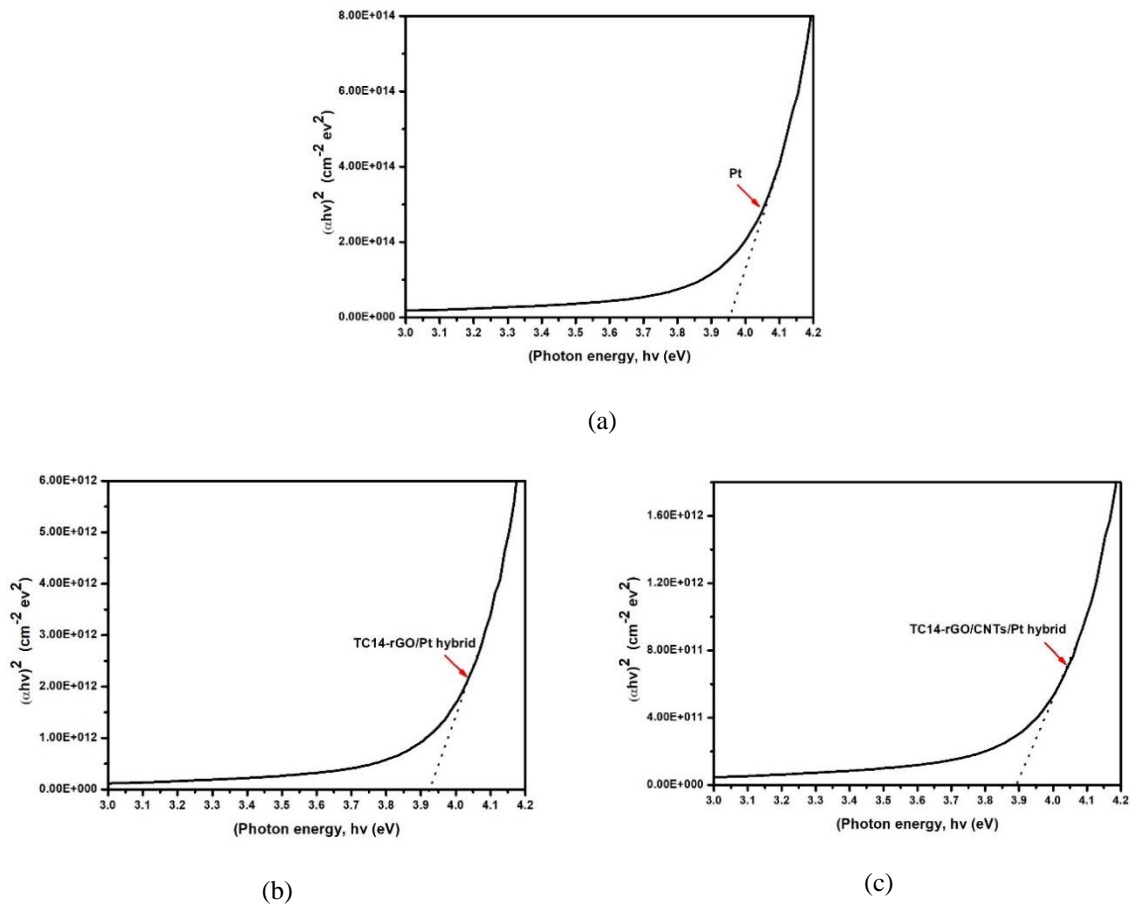 8.00E+014
6.00E+014
4.00E+014
2.00E+014
0.00E+000
(αhν)² (cm⁻² ev²)
Pt
3.0 3.1 3.2 3.3 3.4 3.5 3.6 3.7 3.8 3.9 4.0 4.1 4.2
(Photon energy, hν (eV)
(a)
6.00E+012
5.00E+012
4.00E+012
3.00E+012
2.00E+012
1.00E+012
0.00E+000
(αhν)² (cm⁻² ev²)
TC14-rGO/Pt hybrid
3.0 3.1 3.2 3.3 3.4 3.5 3.6 3.7 3.8 3.9 4.0 4.1 4.2
(Photon energy, hν (eV)
(b)
1.60E+012
1.20E+012
8.00E+011
4.00E+011
0.00E+000
(αhν)² (cm⁻² ev²)
TC14-rGO/CNTs/Pt hybrid
3.0 3.1 3.2 3.3 3.4 3.5 3.6 3.7 3.8 3.9 4.0 4.1 4.2
(Photon energy, hν (eV)
(c)